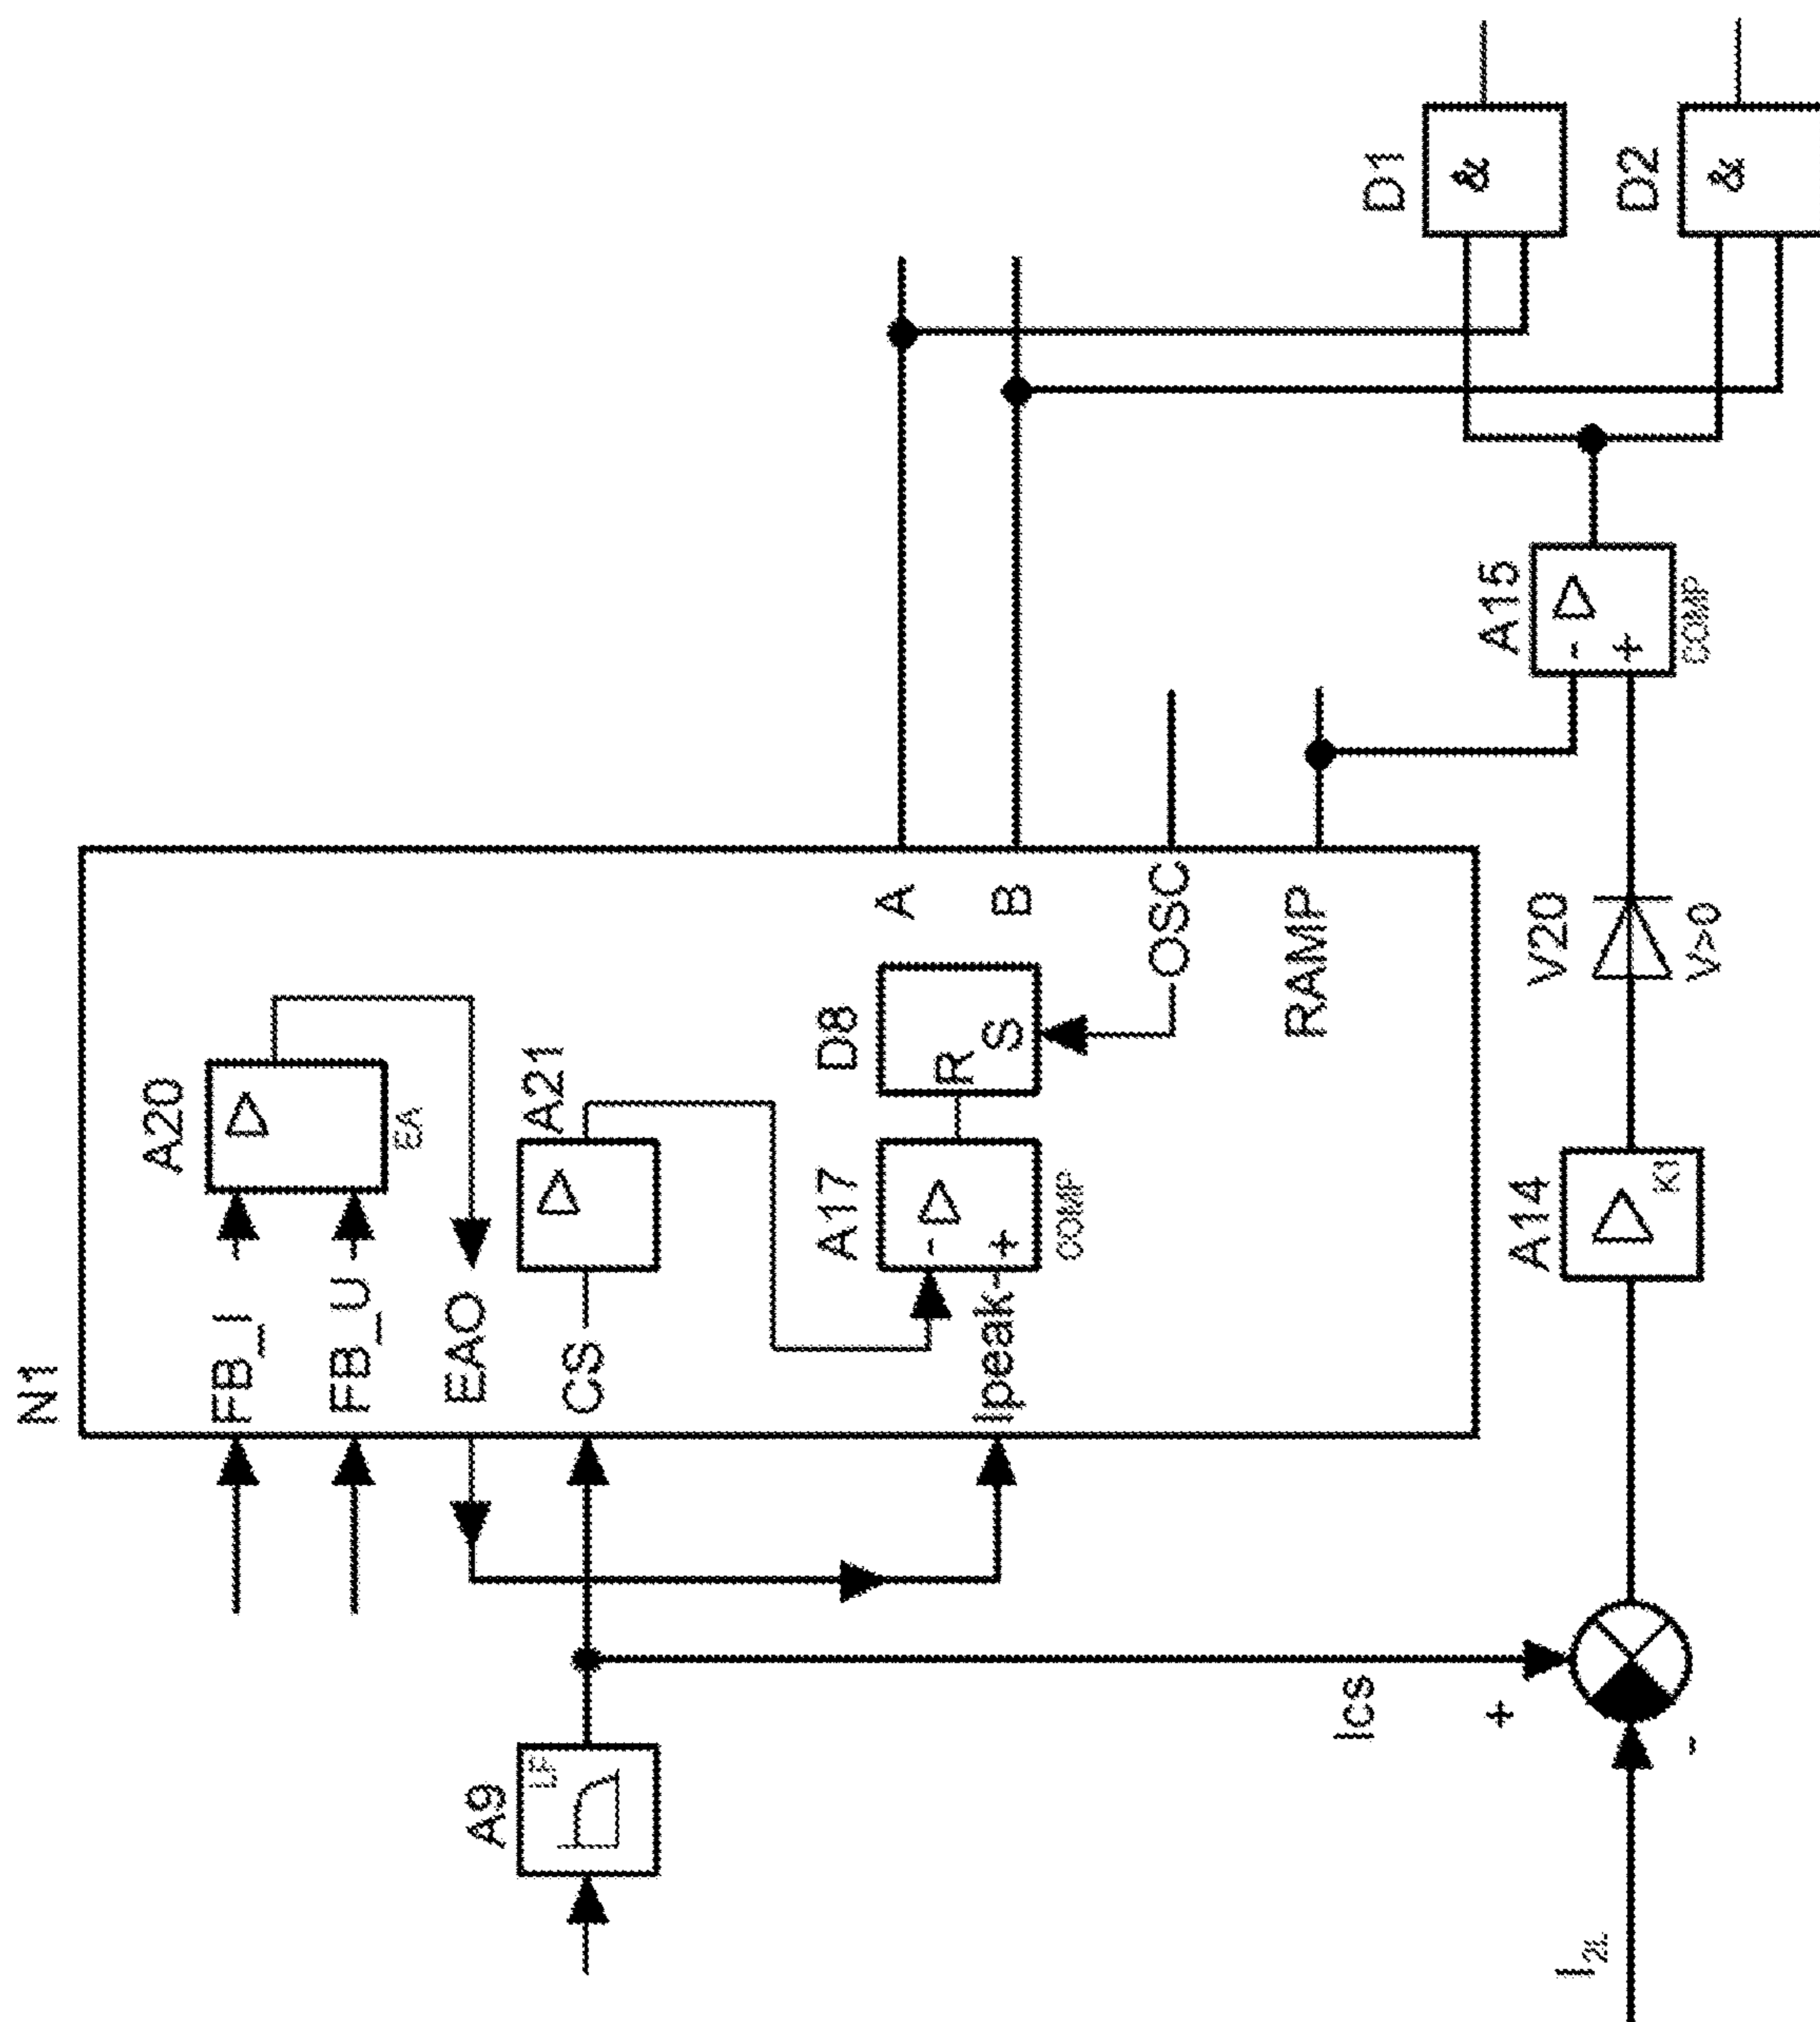 N1
FB_I
FB_U
EAO
CS
Ipeak
A20
EA
A21
A17
-
+
COMP
D8
R
S
A
B
OSC
RAMP
A9
LF
Ics
+
-
I2L
A14
K1
V20
V>0
A15
-
+
COMP
D1
&
D2
&